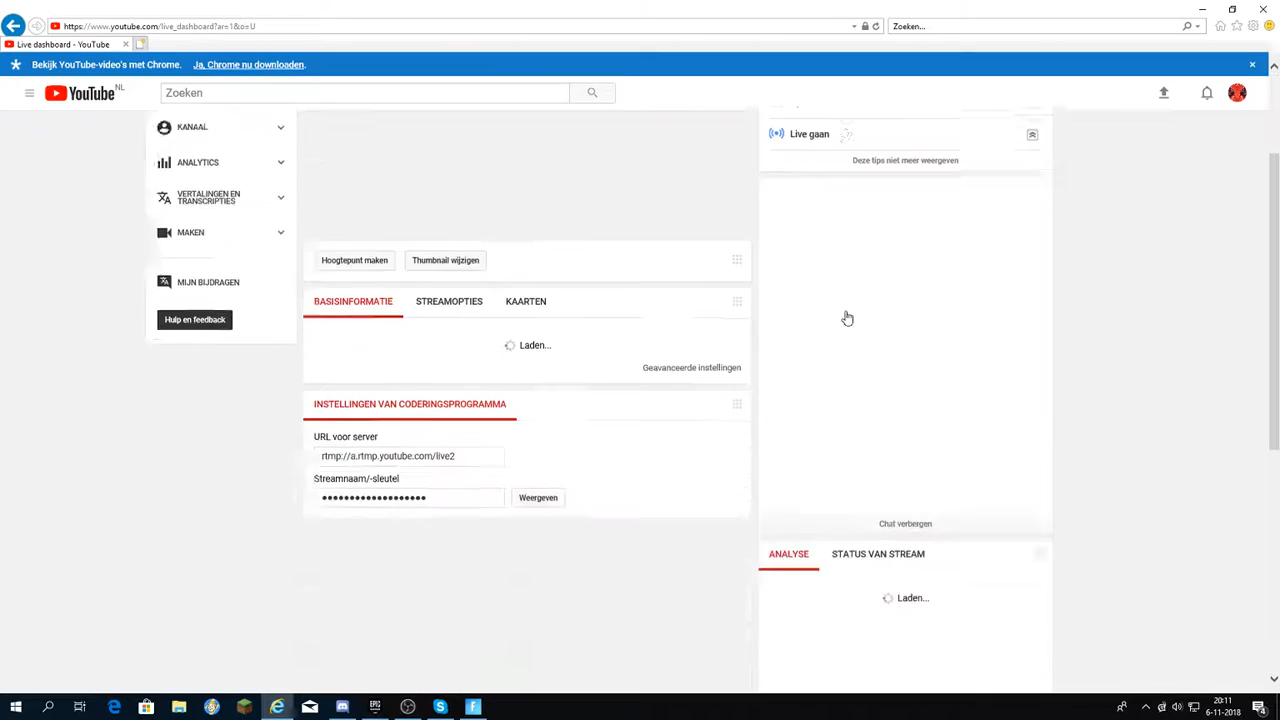 https://www.youtube.com/live_dashboard?ar=1&o=U
Zoeken...
Live dashboard - YouTube
Bekijk YouTube-video's met Chrome. Ja, Chrome nu downloaden.
YouTube NL
Zoeken
KANAAL
ANALYTICS
VERTALINGEN EN
TRANSCRIPTIES
MAKEN
MIJN BIJDRAGEN
Hulp en feedback
Live gaan
Deze tips niet meer weergeven
Hoogtepunt maken
Thumbnail wijzigen
BASISINFORMATIE
STREAMOPTIES
KAARTEN
Laden...
Geavanceerde instellingen
INSTELLINGEN VAN CODERINGSPROGRAMMA
URL voor server
rtmp://a.rtmp.youtube.com/live2
Streamnaam/-sleutel
•••••••••••••••••••
Weergeven
Chat verbergen
ANALYSE
STATUS VAN STREAM
Laden...
20:11
6-11-2018